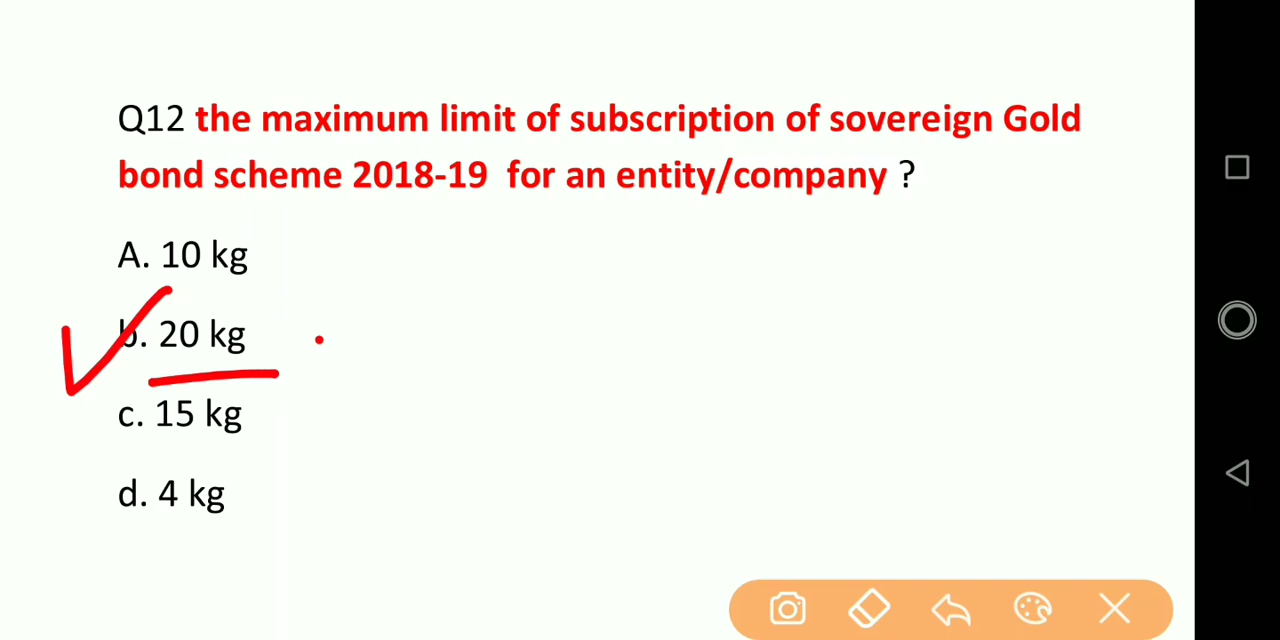 Q12 the maximum limit of subscription of sovereign Gold
bond scheme 2018-19 for an entity/company ?
A. 10 kg
b. 20 kg
c. 15 kg
d. 4 kg